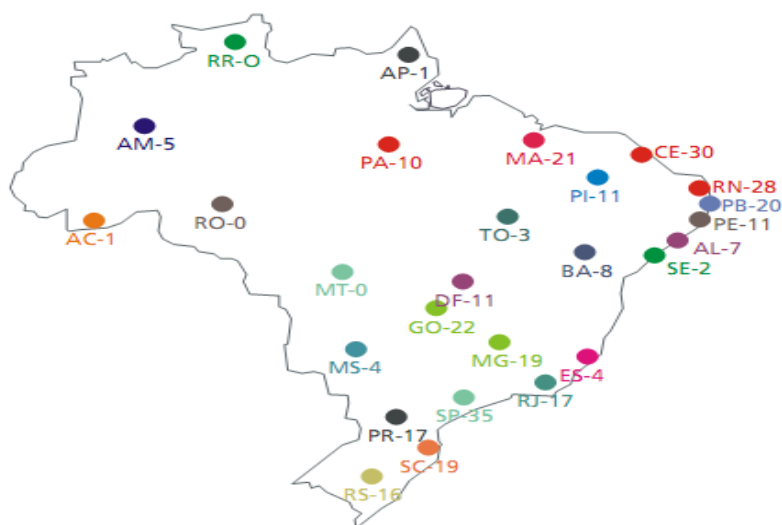 RR-O
AP-1
AM-5
PA-10
MA-21
CE-30
PI-11
RN-28
PB-20
PE-11
AC-1
RO-0
TO-3
AL-7
SE-2
BA-8
MT-0
DF-11
GO-22
MG-19
MS-4
ES-4
RJ-17
SP-35
PR-17
SC-19
RS-16